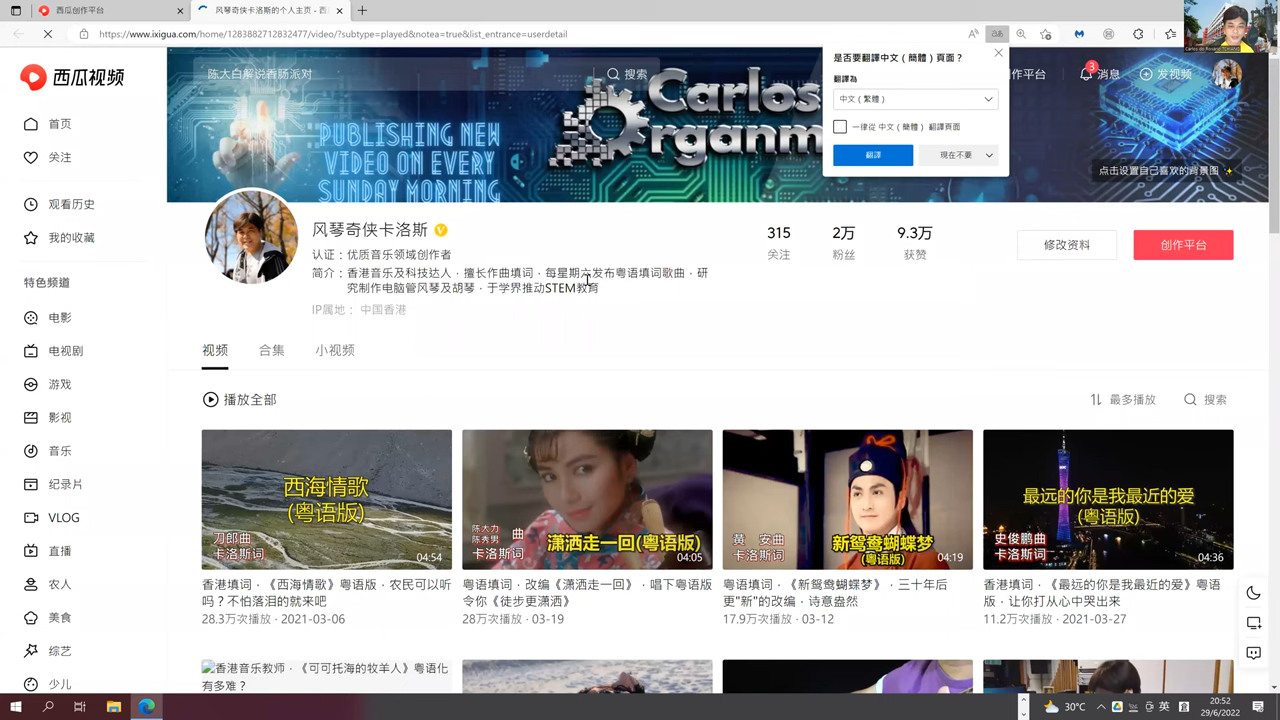 西瓜创作平台
风琴奇侠卡洛斯的个人主页 - 西
https://www.ixigua.com/home/1283882712832477/video/?subtype=played&notea=true&list_entrance=userdetail
Carlos do Rosario TCHIANG
西瓜视频
陈大白解说香肠派对
搜索
作平台
3
消息
发视频
是否要翻譯中文（簡體）頁面？
翻譯為
中文（繁體）
一律從 中文（簡體） 翻譯頁面
翻譯
現在不要
PUBLISHING NEW
VIDEO ON EVERY
SUNDAY MORNING
Carlos
rganm
点击设置自己喜欢的背景图
首页
关注
观看历史
我的收藏
特色频道
电影
电视剧
游戏
影视
音乐
纪录片
VLOG
直播
农人
美食
综艺
少儿
风琴奇侠卡洛斯
认证：优质音乐领域创作者
简介：香港音乐及科技达人，擅长作曲填词，每星期六发布粤语填词歌曲，研
究制作电脑管风琴及胡琴，于学界推动STEM教育
IP属地： 中国香港
315
关注
2万
粉丝
9.3万
获赞
修改资料
创作平台
视频
合集
小视频
播放全部
最多播放
搜索
西海情歌
(粤语版)
刀郎曲
卡洛斯词
04:54
香港填词，《西海情歌》粤语版，农民可以听
吗？不怕落泪的就来吧
28.3万次播放 · 2021-03-06
陈大力
陈秀男
曲
卡洛斯词
潇洒走一回(粤语版)
04:05
粤语填词，改编《潇洒走一回》，唱下粤语版
令你《徒步更潇洒》
28万次播放 · 03-19
黄 安曲
卡洛斯词
新鸳鸯蝴蝶梦
(粤语版)
04:19
粤语填词，《新鸳鸯蝴蝶梦》，三十年后
更"新"的改编，诗意盎然
17.9万次播放 · 03-12
最远的你是我最近的爱
(粤语版)
史俊鹏曲
卡洛斯词
04:36
香港填词，《最远的你是我最近的爱》粤语
版，让你打从心中哭出来
11.2万次播放 · 2021-03-27
香港音乐教师，《可可托海的牧羊人》粤语化
有多难？
30°C
英
20:52
29/6/2022